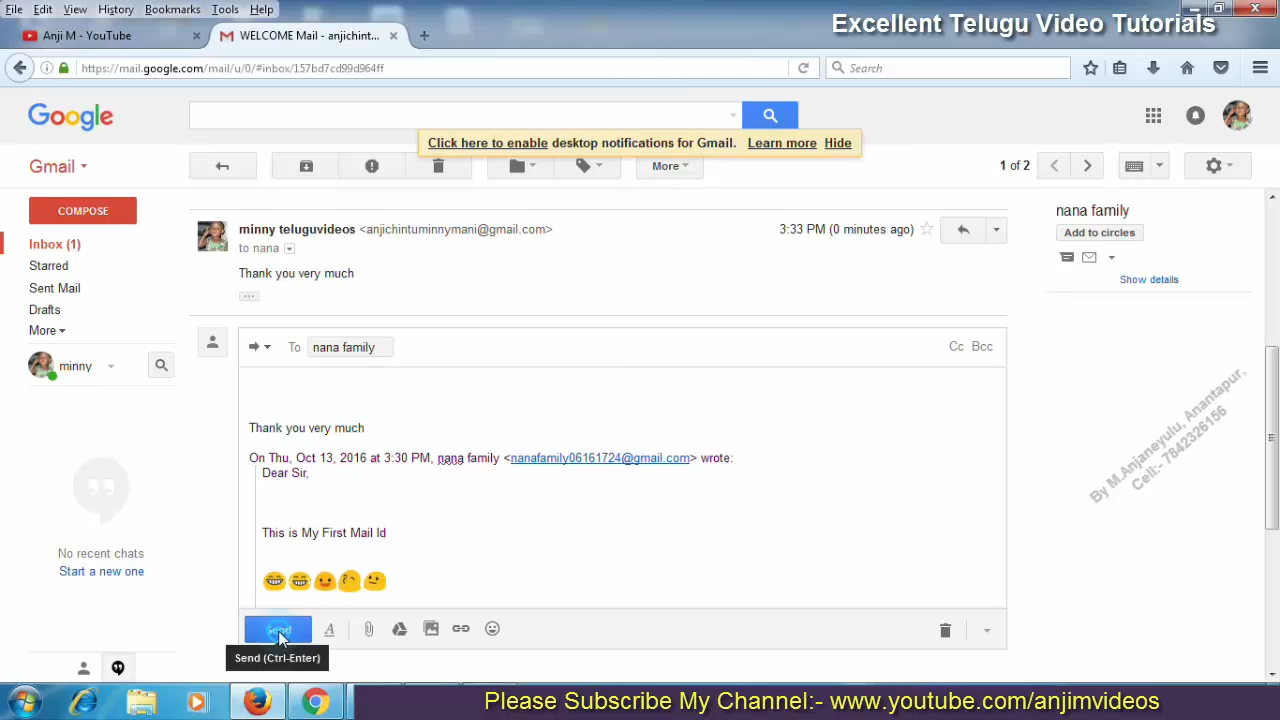 File Edit View History Bookmarks Tools Help
Excellent Telugu Video Tutorials
Anji M - YouTube × WELCOME Mail - anjichint... × +
https://mail.google.com/mail/u/0/#inbox/157bd7cd99d964ff
Search
Google
Click here to enable desktop notifications for Gmail. Learn more Hide
Gmail
More
1 of 2
COMPOSE
Inbox (1)
Starred
Sent Mail
Drafts
More
minny
No recent chats
Start a new one
minny teluguvideos <anjichintuminnymani@gmail.com>
3:33 PM (0 minutes ago)
to nana
Thank you very much
...
To nana family
Cc Bcc
Thank you very much
On Thu, Oct 13, 2016 at 3:30 PM, nana family <nanafamily06161724@gmail.com> wrote:
Dear Sir,
This is My First Mail Id
Send
Send (Ctrl-Enter)
nana family
Add to circles
Show details
By M.Anjaneyulu, Anantapur,
Cell:- 7842326156
Please Subscribe My Channel:- www.youtube.com/anjimvideos